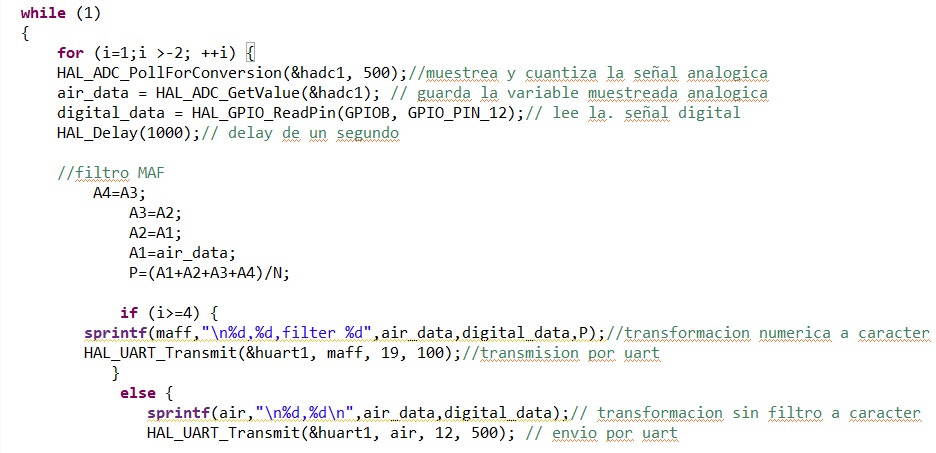 while (1)
{
for (i=1;i >-2; ++i) {
HAL_ADC_PollForConversion(&hadc1, 500);//muestrea y cuantiza la señal analogica
air_data = HAL_ADC_GetValue(&hadc1); // guarda la variable muestreada analogica
digital_data = HAL_GPIO_ReadPin(GPIOB, GPIO_PIN_12);// lee la. señal digital
HAL_Delay(1000);// delay de un segundo
//filtro MAF
A4=A3;
A3=A2;
A2=A1;
A1=air_data;
P=(A1+A2+A3+A4)/N;
if (i>=4) {
sprintf(maff,"\n%d,%d,filter %d",air_data,digital_data,P);//transformacion numerica a caracter
HAL_UART_Transmit(&huart1, maff, 19, 100);//transmision por uart
}
else {
sprintf(air,"\n%d,%d\n",air_data,digital_data);// transformacion sin filtro a caracter
HAL_UART_Transmit(&huart1, air, 12, 500); // envio por uart